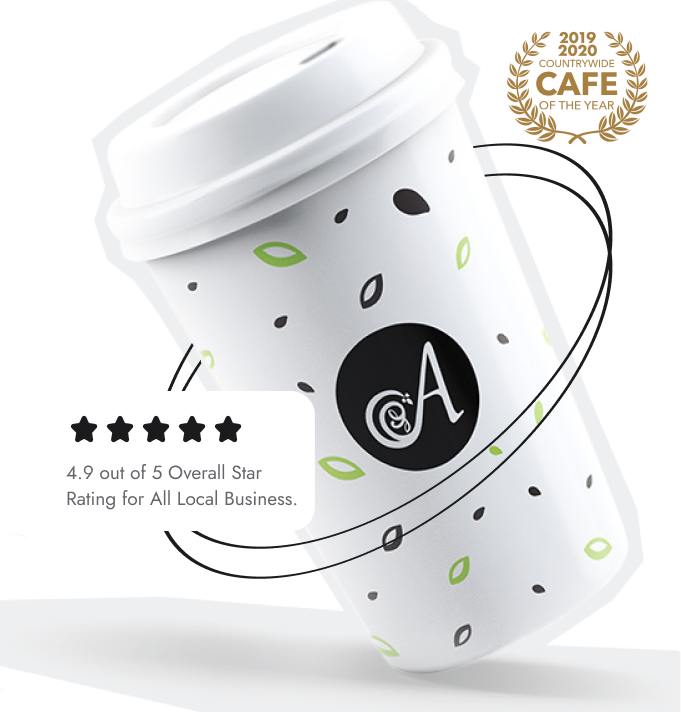 2019
2020
COUNTRYWIDE
CAFE
OF THE YEAR
A
4.9 out of 5 Overall Star
Rating for All Local Business.